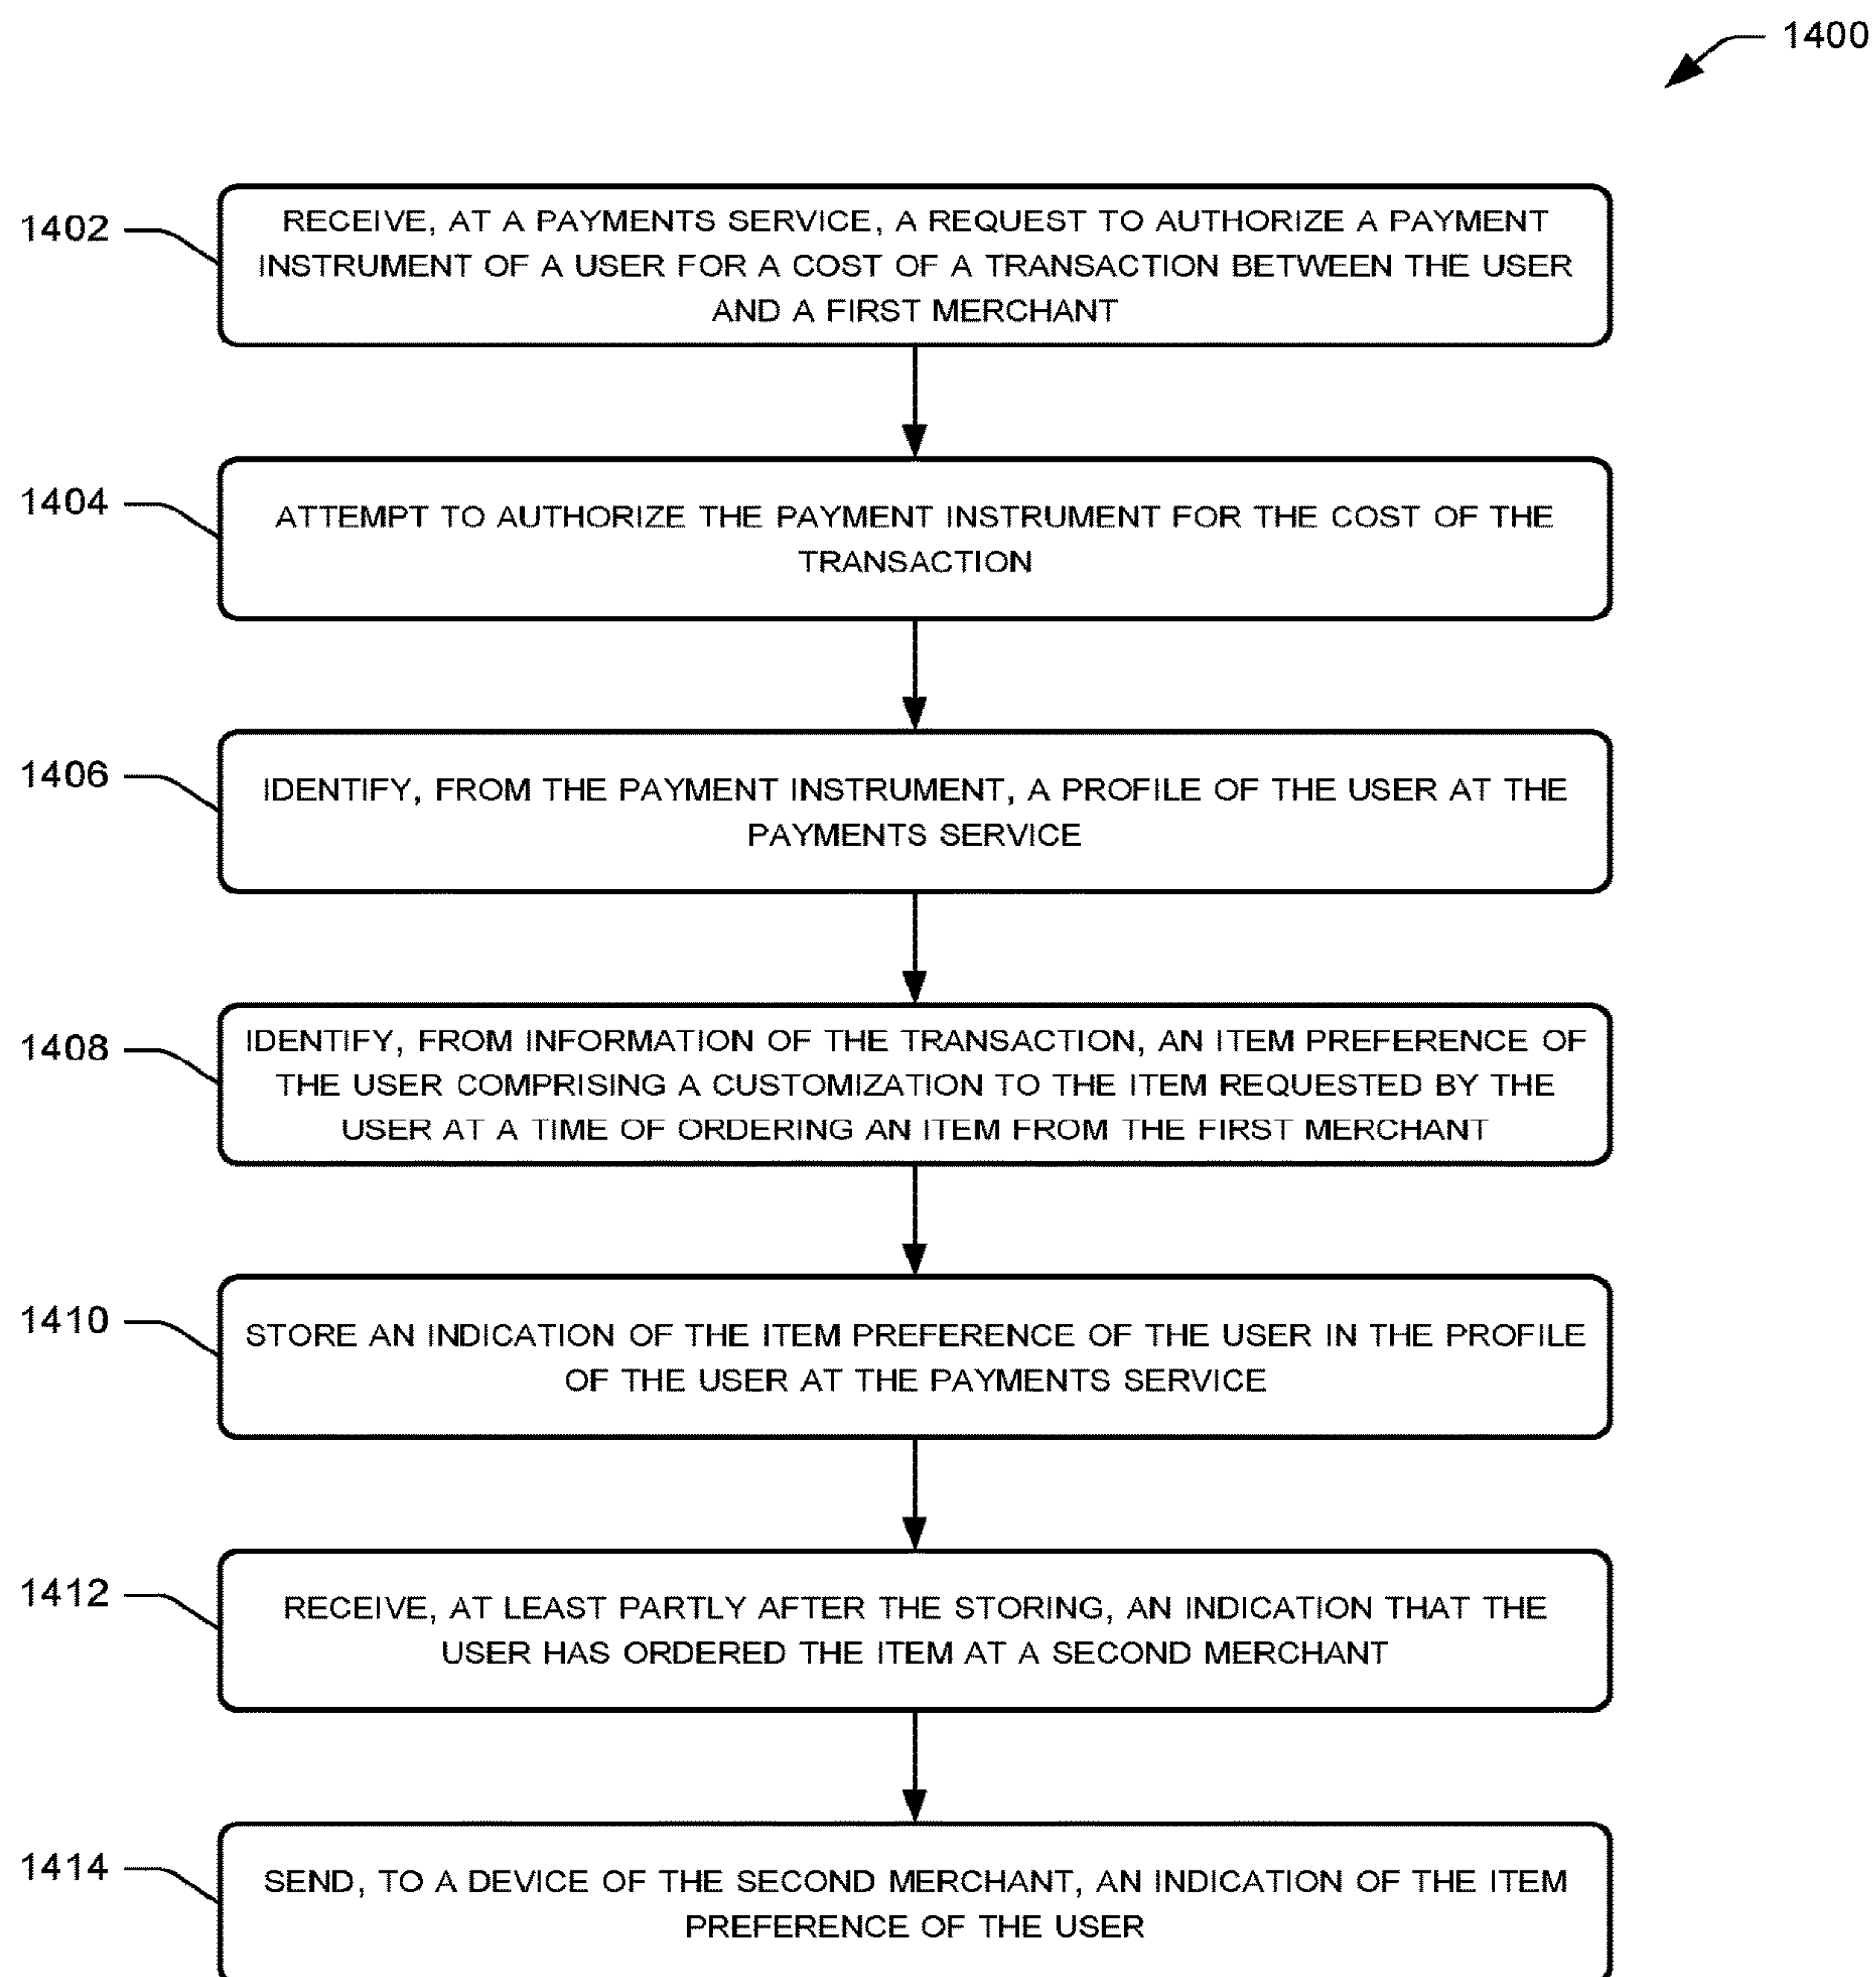 1400
1402
RECEIVE, AT A PAYMENTS SERVICE, A REQUEST TO AUTHORIZE A PAYMENT
INSTRUMENT OF A USER FOR A COST OF A TRANSACTION BETWEEN THE USER
AND A FIRST MERCHANT
1404
ATTEMPT TO AUTHORIZE THE PAYMENT INSTRUMENT FOR THE COST OF THE
TRANSACTION
1406
IDENTIFY, FROM THE PAYMENT INSTRUMENT, A PROFILE OF THE USER AT THE
PAYMENTS SERVICE
1408
IDENTIFY, FROM INFORMATION OF THE TRANSACTION, AN ITEM PREFERENCE OF
THE USER COMPRISING A CUSTOMIZATION TO THE ITEM REQUESTED BY THE
USER AT A TIME OF ORDERING AN ITEM FROM THE FIRST MERCHANT
1410
STORE AN INDICATION OF THE ITEM PREFERENCE OF THE USER IN THE PROFILE
OF THE USER AT THE PAYMENTS SERVICE
1412
RECEIVE, AT LEAST PARTLY AFTER THE STORING, AN INDICATION THAT THE
USER HAS ORDERED THE ITEM AT A SECOND MERCHANT
1414
SEND, TO A DEVICE OF THE SECOND MERCHANT, AN INDICATION OF THE ITEM
PREFERENCE OF THE USER